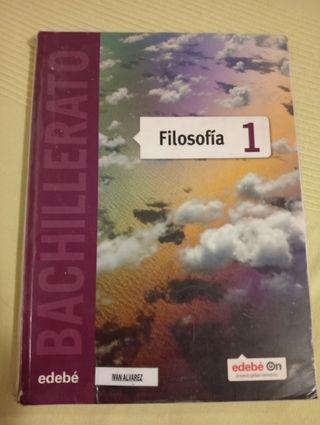 BACHILLERATO
Filosofía 1
edebé
IVAN ALVAREZ
edebé On